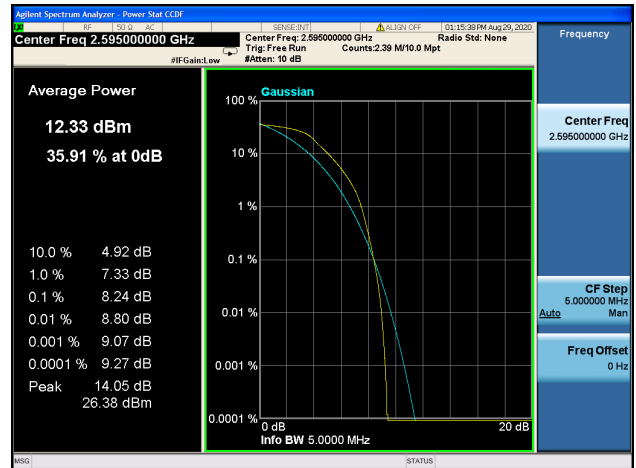 Agilent Spectrum Analyzer - Power Stat CCDF
RF 50 Ω AC SENSE:INT ALIGN OFF 01:15:38 PM Aug 29, 2020
Center Freq 2.595000000 GHz
Center Freq: 2.595000000 GHz Radio Std: None
Trig: Free Run Counts:2.39 M/10.0 Mpt
#IFGain:Low #Atten: 10 dB
Average Power
12.33 dBm
35.91 % at 0dB
10.0 % 4.92 dB
1.0 % 7.33 dB
0.1 % 8.24 dB
0.01 % 8.80 dB
0.001 % 9.07 dB
0.0001 % 9.27 dB
Peak 14.05 dB
26.38 dBm
Gaussian
100 %
10 %
1 %
0.1 %
0.01 %
0.001 %
0.0001 %
0 dB 20 dB
Info BW 5.0000 MHz
Frequency
Center Freq
2.595000000 GHz
CF Step
5.000000 MHz
Auto Man
Freq Offset
0 Hz
MSG STATUS